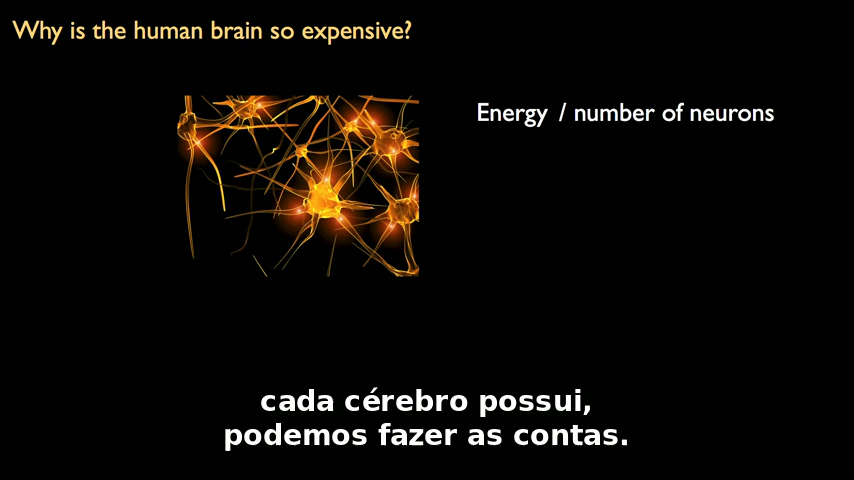 Why is the human brain so expensive?
Energy / number of neurons
cada cérebro possui,
podemos fazer as contas.